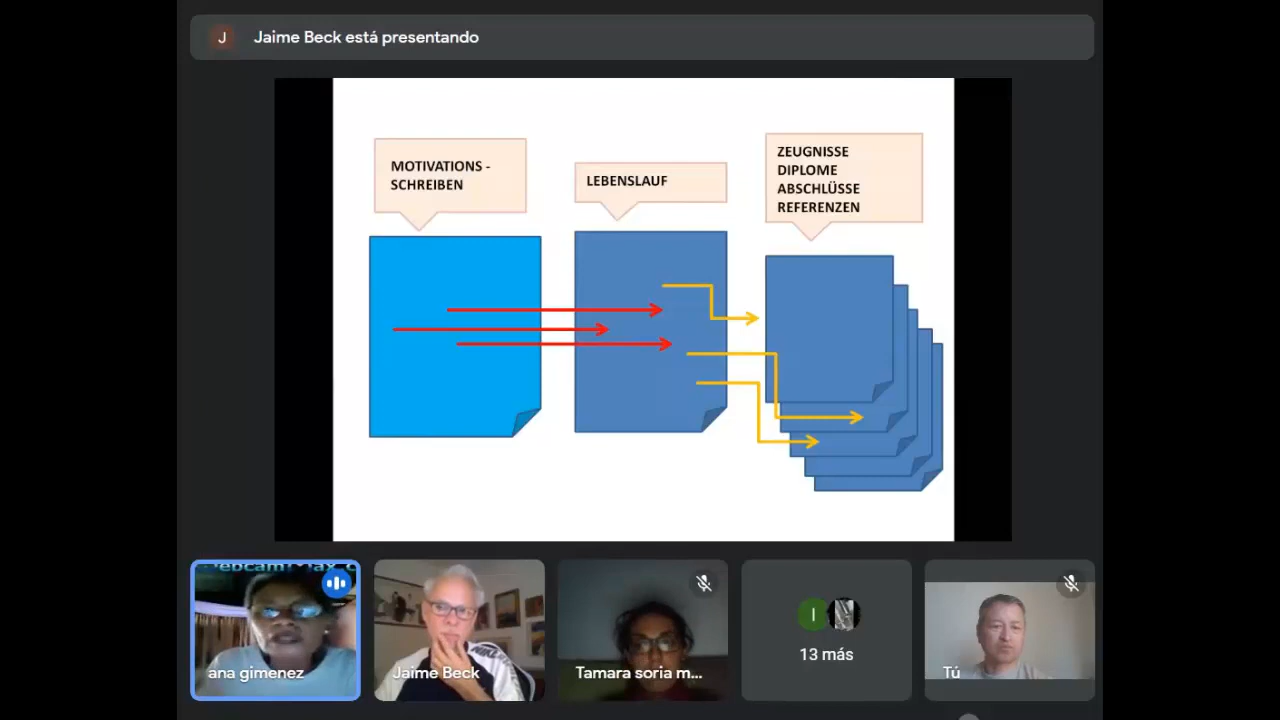 J Jaime Beck está presentando
MOTIVATIONS -
SCHREIBEN
LEBENSLAUF
ZEUGNISSE
DIPLOME
ABSCHLÜSSE
REFERENZEN
ana gimenez
Jaime Beck
Tamara soria m...
I
13 más
Tú